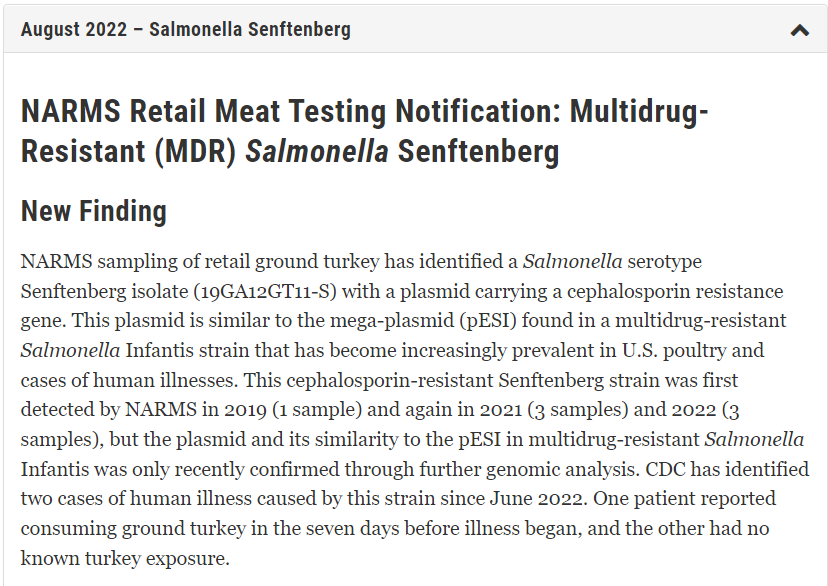 August 2022 – Salmonella Senftenberg
NARMS Retail Meat Testing Notification: Multidrug-
Resistant (MDR) Salmonella Senftenberg
New Finding
NARMS sampling of retail ground turkey has identified a Salmonella serotype
Senftenberg isolate (19GA12GT11-S) with a plasmid carrying a cephalosporin resistance
gene. This plasmid is similar to the mega-plasmid (pESI) found in a multidrug-resistant
Salmonella Infantis strain that has become increasingly prevalent in U.S. poultry and
cases of human illnesses. This cephalosporin-resistant Senftenberg strain was first
detected by NARMS in 2019 (1 sample) and again in 2021 (3 samples) and 2022 (3
samples), but the plasmid and its similarity to the pESI in multidrug-resistant Salmonella
Infantis was only recently confirmed through further genomic analysis. CDC has identified
two cases of human illness caused by this strain since June 2022. One patient reported
consuming ground turkey in the seven days before illness began, and the other had no
known turkey exposure.